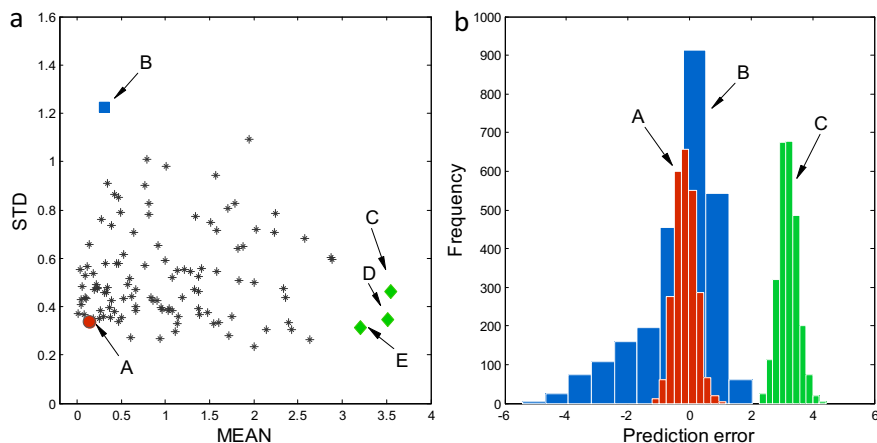 a
1.6
1.4
1.2
1
0.8
0.6
0.4
0.2
0
STD
0
0.5
1
1.5
2
2.5
3
3.5
4
MEAN
B
C
D
E
A
b
1000
900
800
700
600
500
400
300
200
100
0
Frequency
-6
-4
-2
0
2
4
6
Prediction error
A
B
C